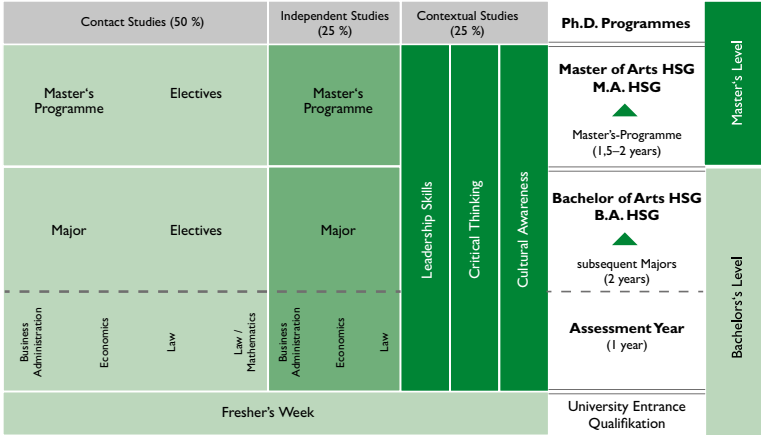 Contact Studies (50 %)
Independent Studies
(25 %)
Contextual Studies
(25 %)
Ph.D. Programmes
Master‘s
Programme
Electives
Master‘s
Programme
Master of Arts HSG
M.A. HSG
Master’s-Programme
(1,5–2 years)
Master‘s Level
Leadership Skills
Critical Thinking
Cultural Awareness
Major
Electives
Major
Bachelor of Arts HSG
B.A. HSG
subsequent Majors
(2 years)
Bachelors‘s Level
Business
Administration
Economics
Law
Law /
Mathematics
Business
Administration
Economics
Law
Assessment Year
(1 year)
Fresher‘s Week
University Entrance
Qualifikation